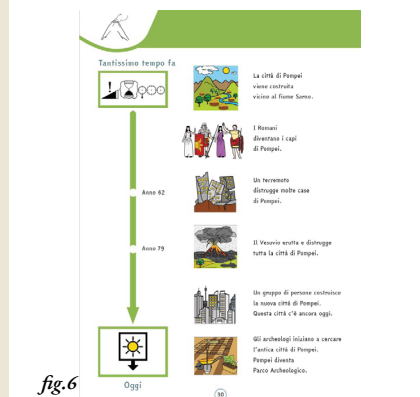 Tantissimo tempo fa
La città di Pompei
viene costruita
vicino al fiume Sarno.
I Romani
diventano i capi
di Pompei.
Un terremoto
distrugge molte case
di Pompei.
Anno 62
Il Vesuvio erutta e distrugge
tutta la città di Pompei.
Anno 79
Un gruppo di persone costruisce
la nuova città di Pompei.
Questa città c'è ancora oggi.
Gli archeologi iniziano a cercare
l'antica città di Pompei.
Pompei diventa
Parco Archeologico.
Oggi
fig.6
30